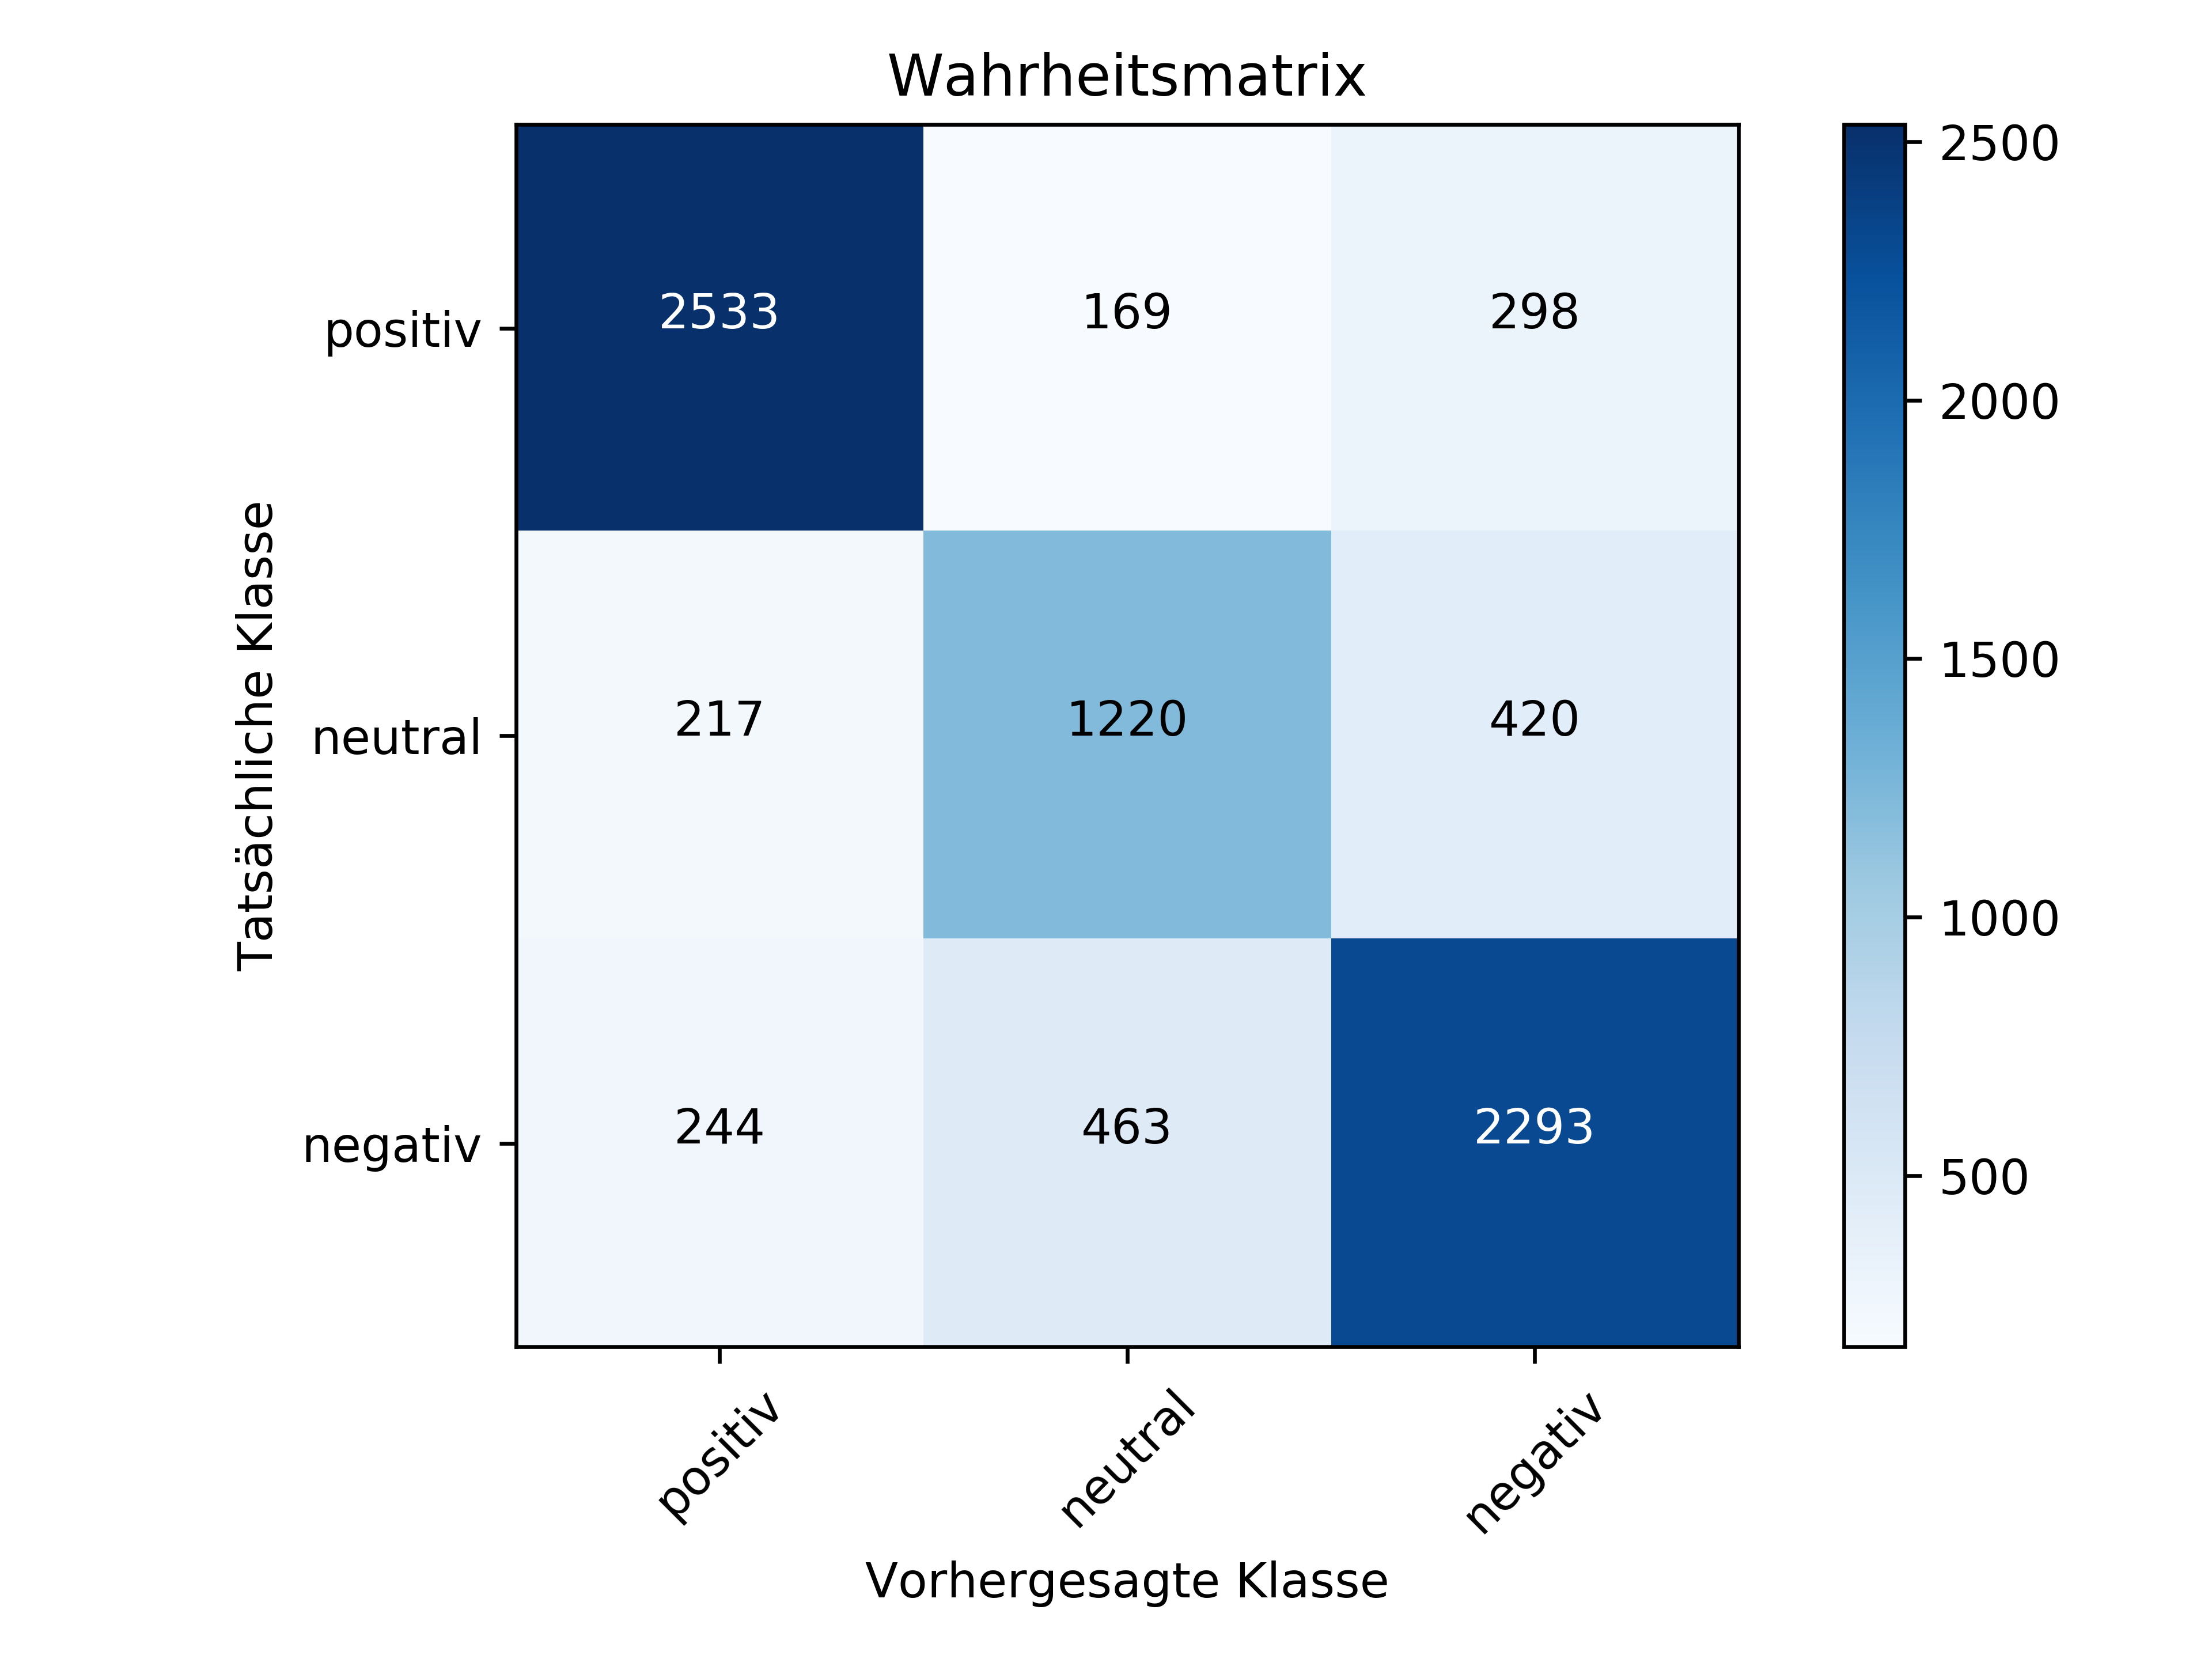 Wahrheitsmatrix
Tatsächliche Klasse
positiv
2533
169
298
neutral
217
1220
420
negativ
244
463
2293
positiv
neutral
negativ
Vorhergesagte Klasse
2500
2000
1500
1000
500